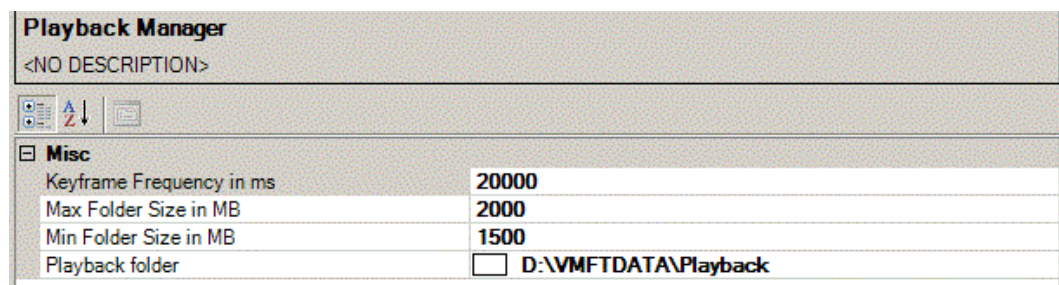 Playback Manager
<NO DESCRIPTION>
Misc
Keyframe Frequency in ms 20000
Max Folder Size in MB 2000
Min Folder Size in MB 1500
Playback folder D:\VMFTDATA\Playback